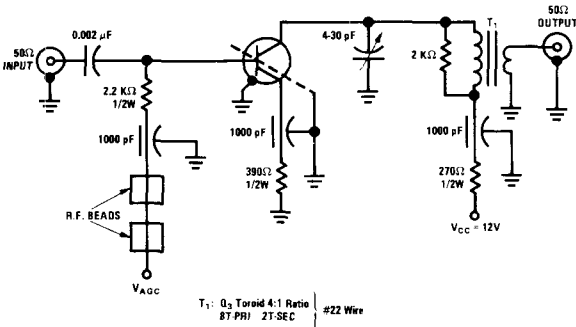 50Ω
INPUT
0.002 μF
2.2 KΩ
1/2W
1000 pF
R.F. BEADS
VAGC
1000 pF
390Ω
1/2W
4-30 pF
2 KΩ
T1
50Ω
OUTPUT
1000 pF
270Ω
1/2W
VCC = 12V
T1: Q3 Toroid 4:1 Ratio
8T-PRI 2T-SEC
#22 Wire